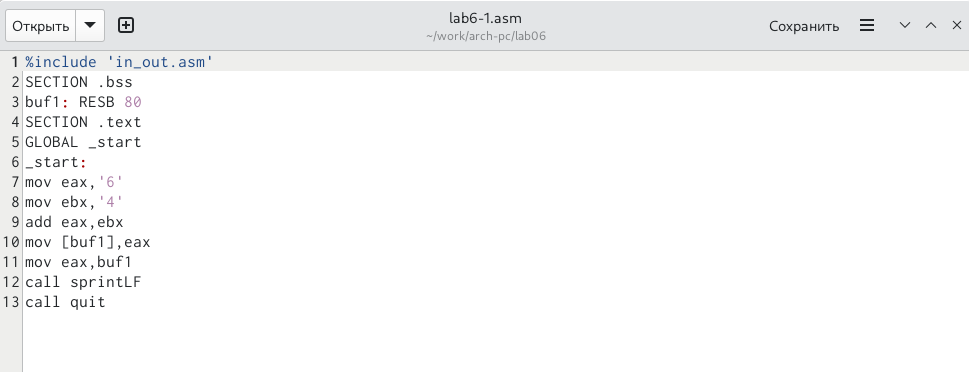 Открыть
lab6-1.asm
~/work/arch-pc/lab06
Сохранить
1 %include 'in_out.asm'
2 SECTION .bss
3 buf1: RESB 80
4 SECTION .text
5 GLOBAL _start
6 _start:
7 mov eax,'6'
8 mov ebx,'4'
9 add eax,ebx
10 mov [buf1],eax
11 mov eax,buf1
12 call sprintLF
13 call quit